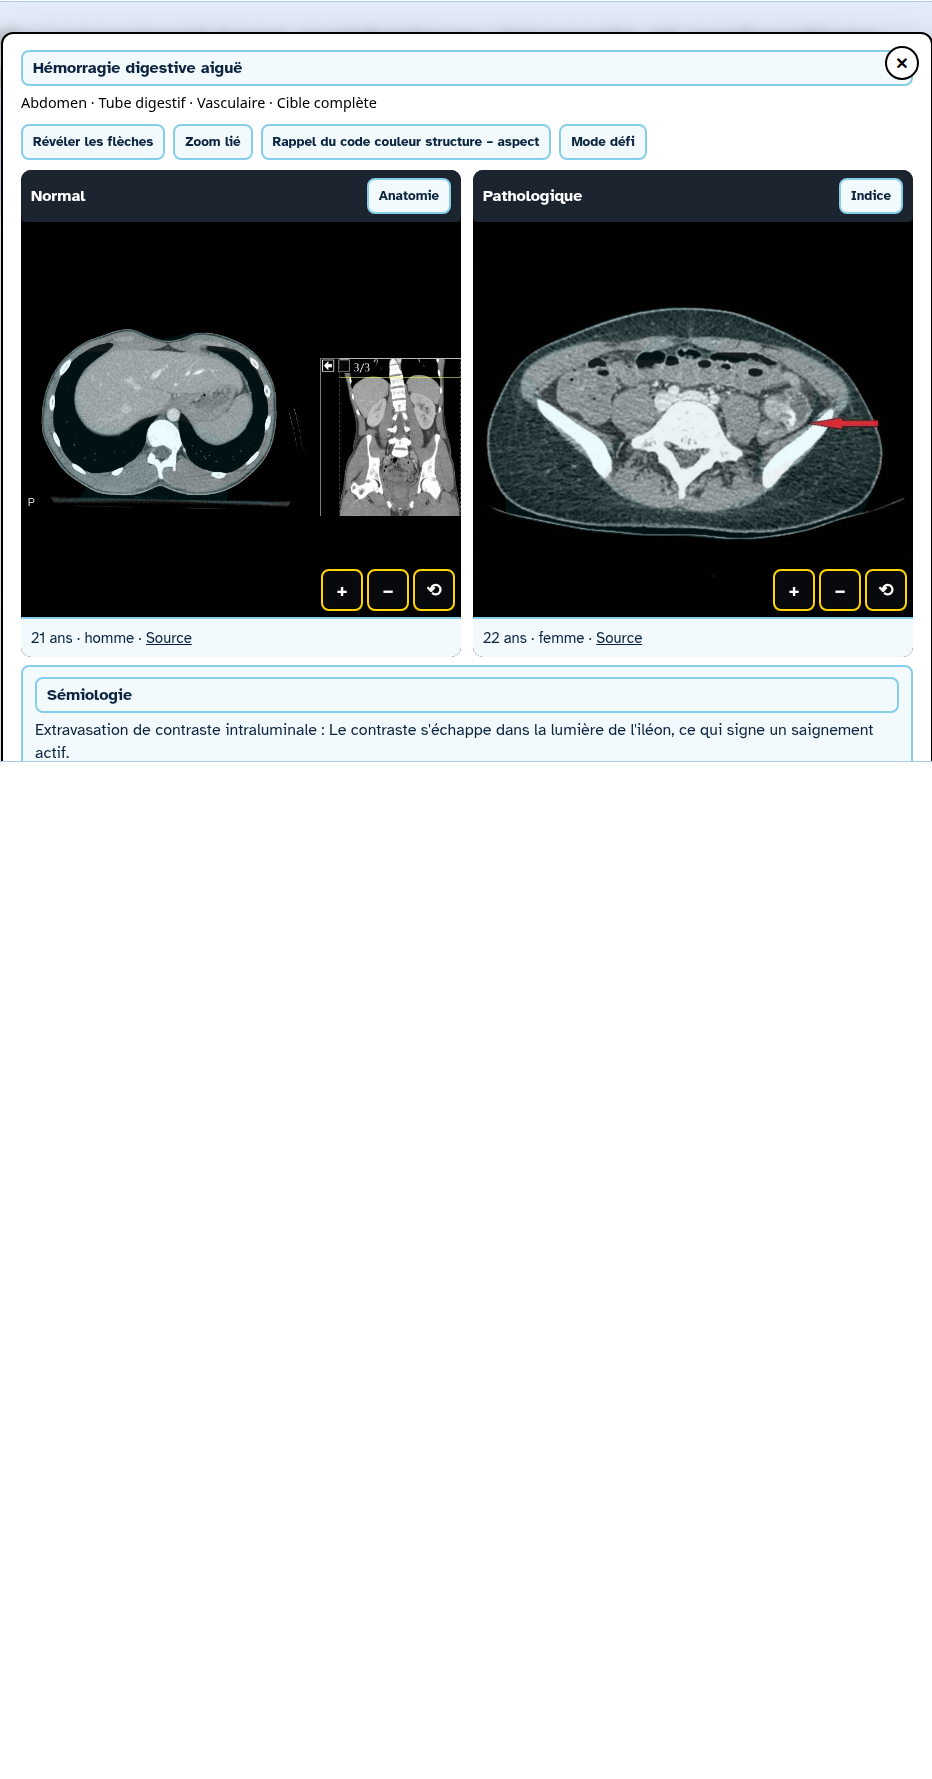 Hémorragie digestive aiguë
×
Abdomen · Tube digestif · Vasculaire · Cible complète
Révéler les flèches
Zoom lié
Rappel du code couleur structure – aspect
Mode défi
Normal
Anatomie
Pathologique
Indice
3/3
P
+
−
⟲
+
−
⟲
21 ans · homme · Source
22 ans · femme · Source
Sémiologie
Extravasation de contraste intraluminale : Le contraste s'échappe dans la lumière de l'iléon, ce qui signe un saignement
actif.